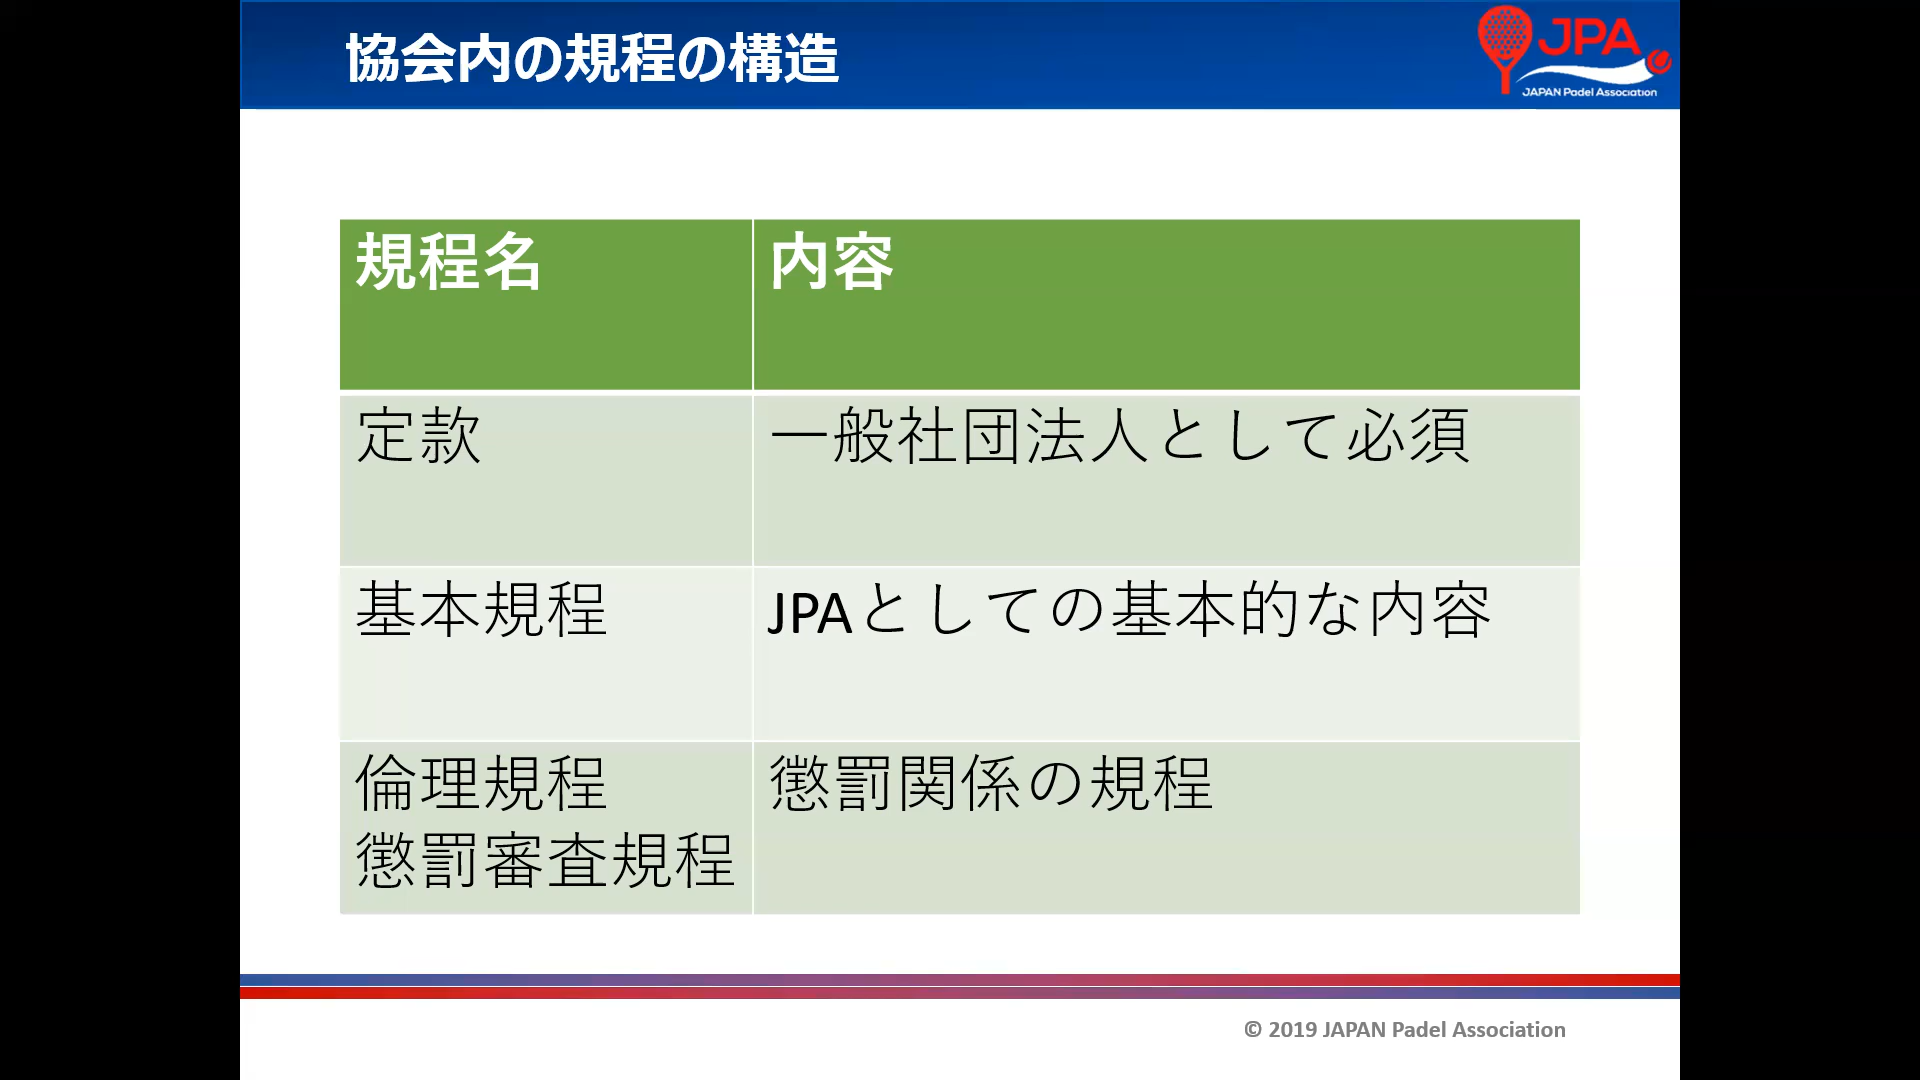 協会内の規程の構造
JPA
JAPAN Padel Association
規程名
内容
定款
一般社団法人として必須
基本規程
JPAとしての基本的な内容
倫理規程
懲罰審査規程
懲罰関係の規程
© 2019 JAPAN Padel Association